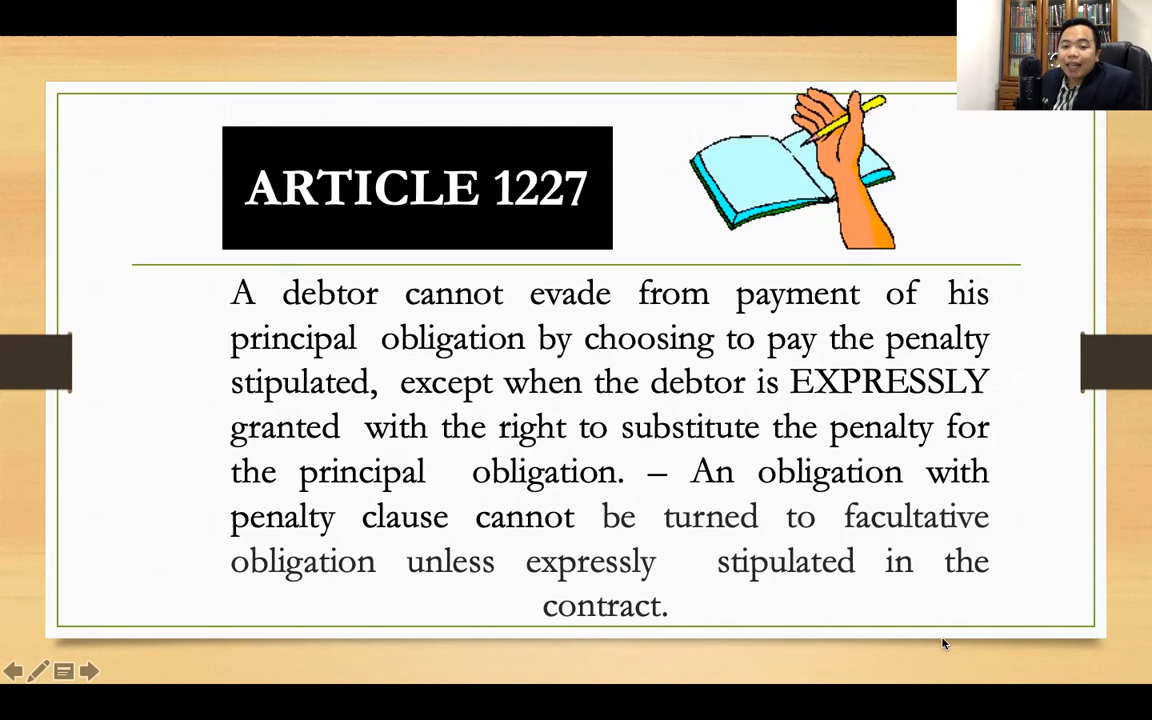 ARTICLE 1227
A debtor cannot evade from payment of his
principal obligation by choosing to pay the penalty
stipulated, except when the debtor is EXPRESSLY
granted with the right to substitute the penalty for
the principal obligation. – An obligation with
penalty clause cannot be turned to facultative
obligation unless expressly stipulated in the
contract.